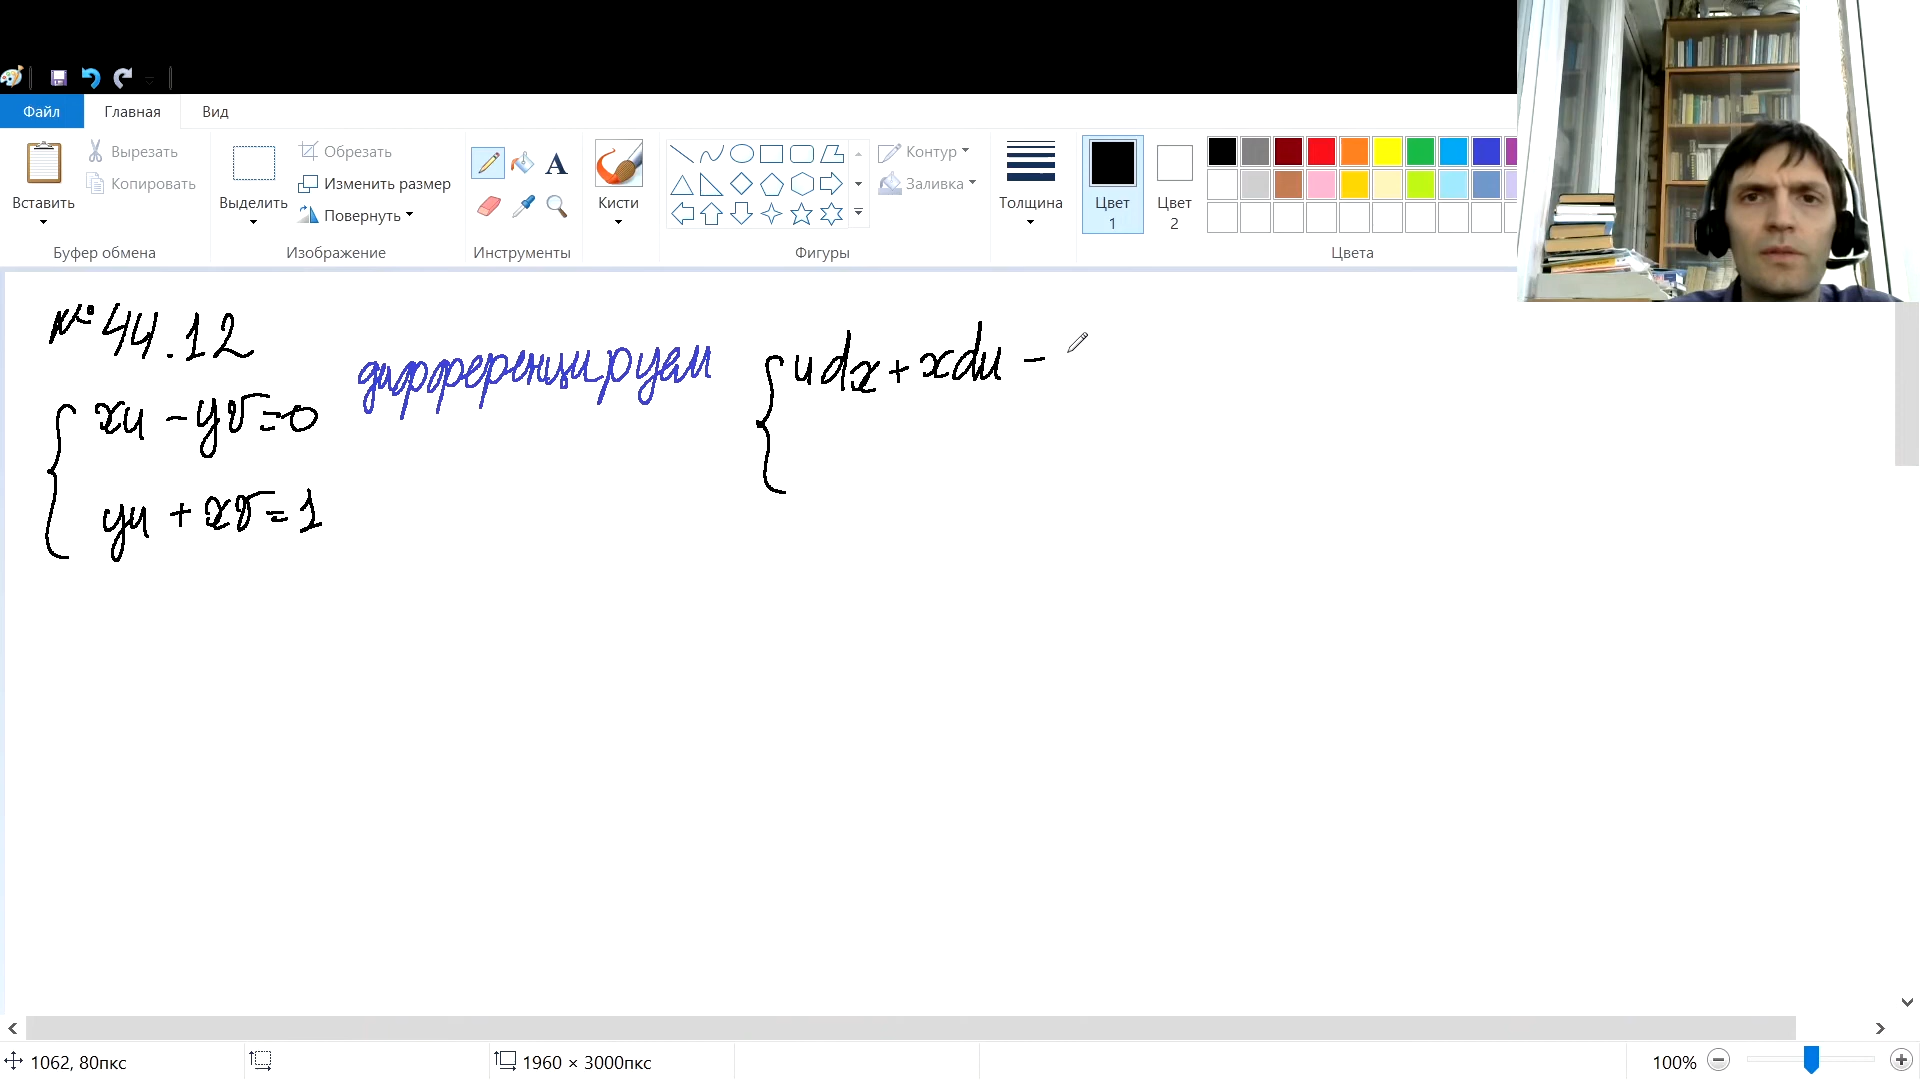 Файл Главная Вид
Вырезать Обрезать Контур
Копировать Изменить размер Заливка
Вставить Выделить Повернуть Кисти Толщина Цвет 1 Цвет 2
Буфер обмена Изображение Инструменты Фигуры Цвета
№ 44.12
xu - yv = 0
yu + xv = 1
дифференцируем
udx + xdu -
1062, 80пкс 1960 × 3000пкс 100%